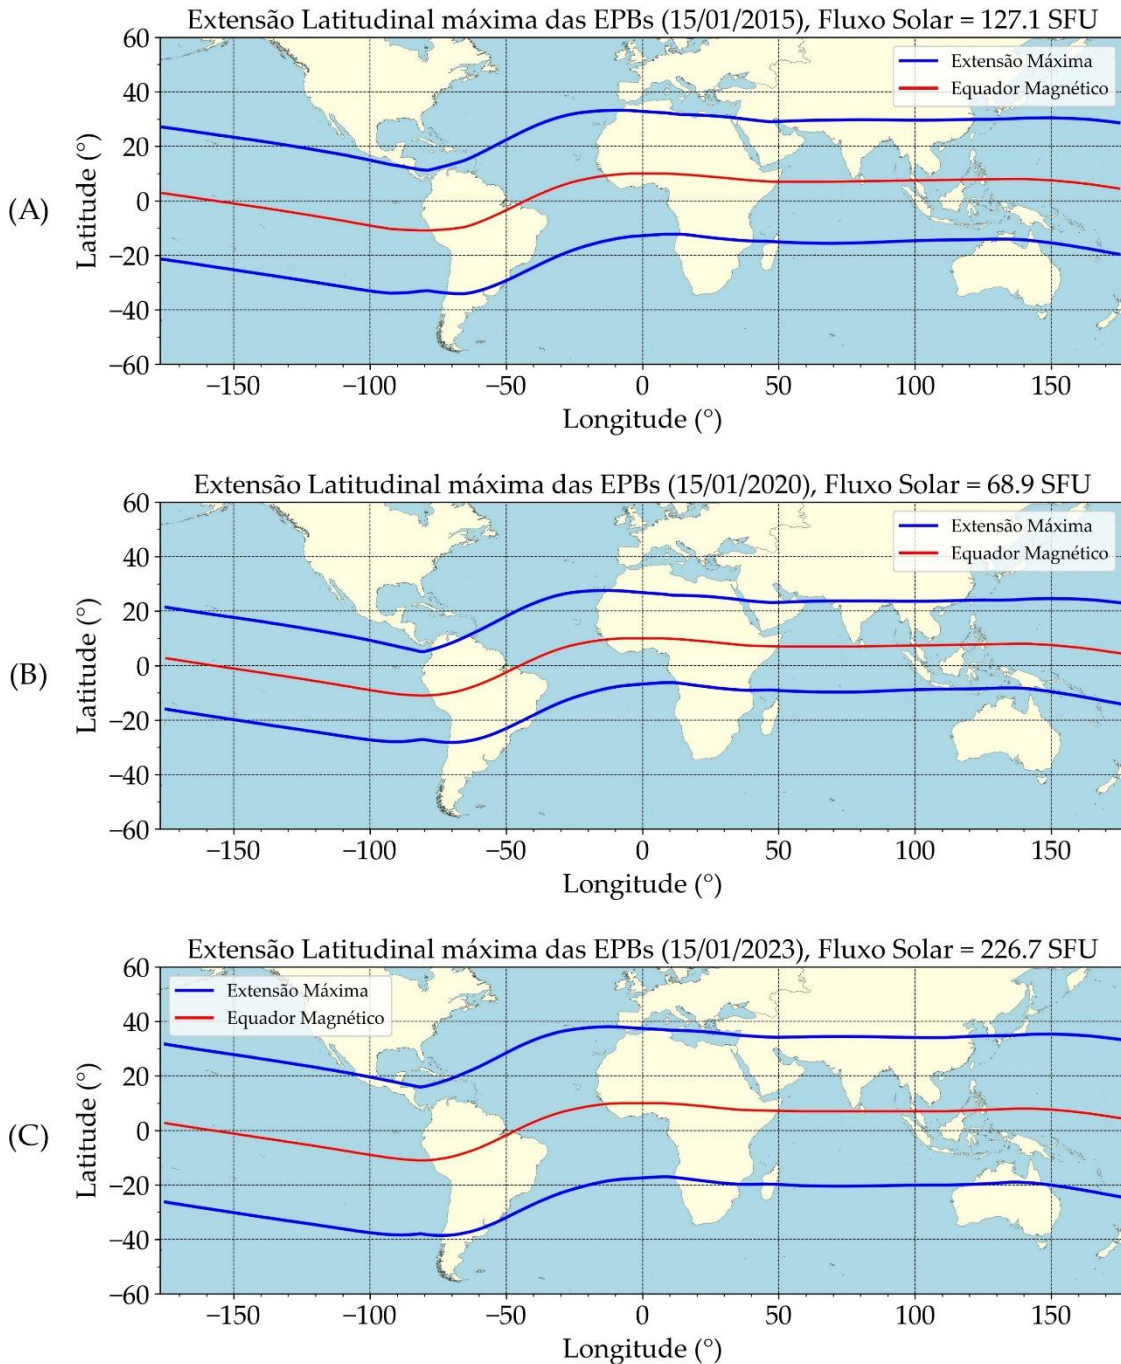 Extensão Latitudinal máxima das EPBs (15/01/2015), Fluxo Solar = 127.1 SFU
(A)
Latitude (°)
60
40
20
0
−20
−40
−60
Extensão Máxima
Equador Magnético
−150 −100 −50 0 50 100 150
Longitude (°)
Extensão Latitudinal máxima das EPBs (15/01/2020), Fluxo Solar = 68.9 SFU
(B)
Latitude (°)
60
40
20
0
−20
−40
−60
Extensão Máxima
Equador Magnético
−150 −100 −50 0 50 100 150
Longitude (°)
Extensão Latitudinal máxima das EPBs (15/01/2023), Fluxo Solar = 226.7 SFU
(C)
Latitude (°)
60
40
20
0
−20
−40
−60
Extensão Máxima
Equador Magnético
−150 −100 −50 0 50 100 150
Longitude (°)